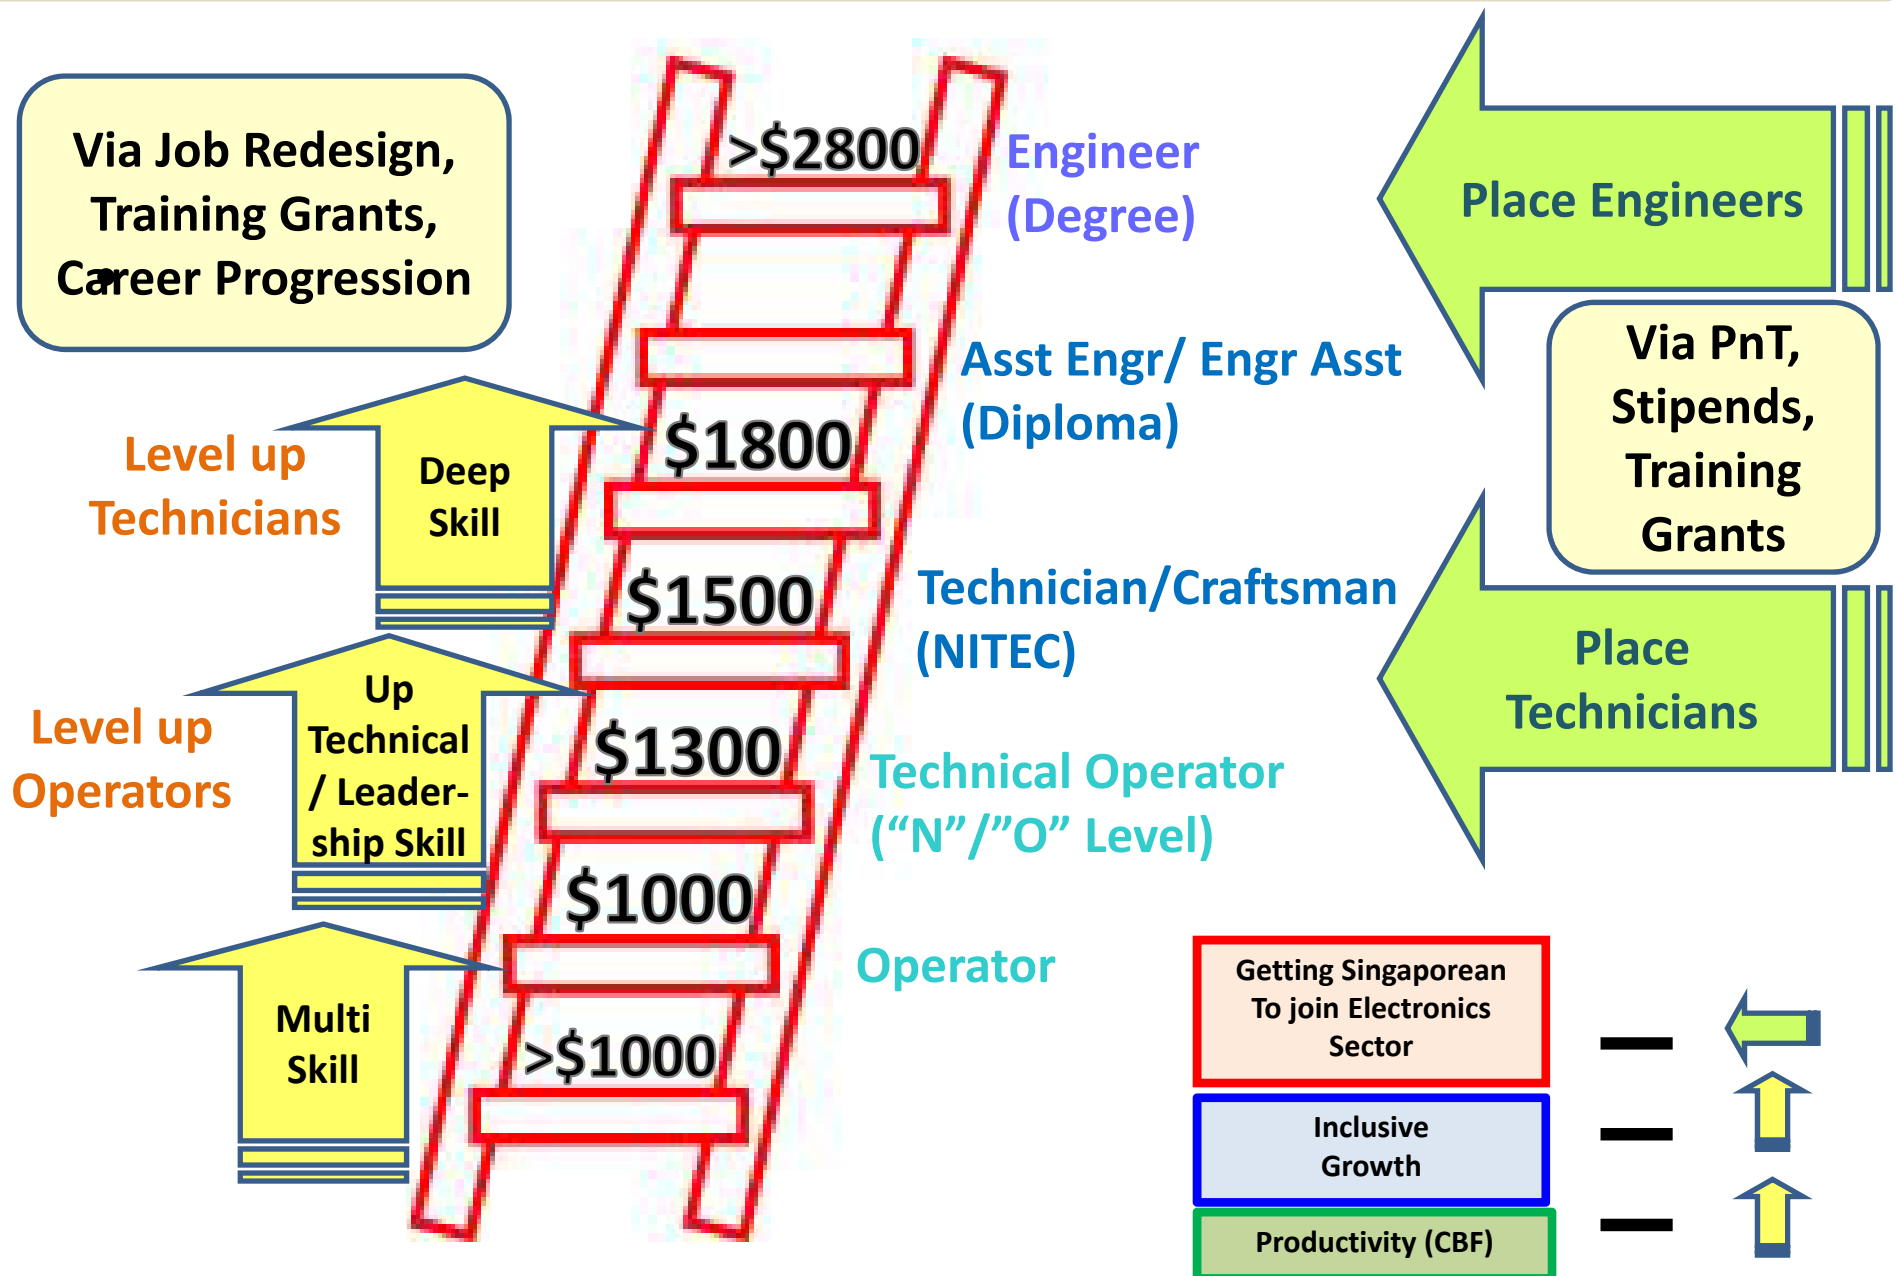 Via Job Redesign,
Training Grants,
Career Progression
>$2800
Engineer
(Degree)
Place Engineers
Via PnT,
Stipends,
Training
Grants
Asst Engr/ Engr Asst
(Diploma)
Level up
Technicians
Deep
Skill
$1800
$1500
Technician/Craftsman
(NITEC)
Place
Technicians
Level up
Operators
Up
Technical
/ Leader-
ship Skill
$1300
Technical Operator
(“N”/”O” Level)
$1000
Operator
Multi
Skill
>$1000
Getting Singaporean
To join Electronics
Sector
Inclusive
Growth
Productivity (CBF)